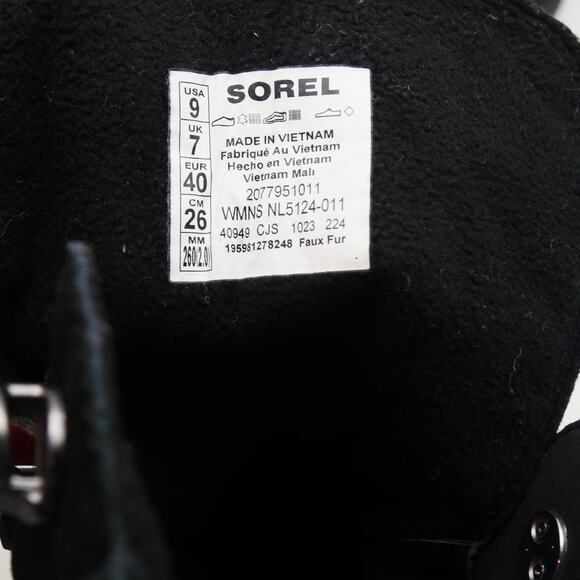 SOREL
USA
9
UK
7
EUR
40
CM
26
MM
260(2.0)
MADE IN VIETNAM
Fabriqué Au Vietnam
Hecho en Vietnam
Vietnam Malı
2077951011
WMNS NL5124-011
40949 CJS 1023 224
195981278248 Faux Fur